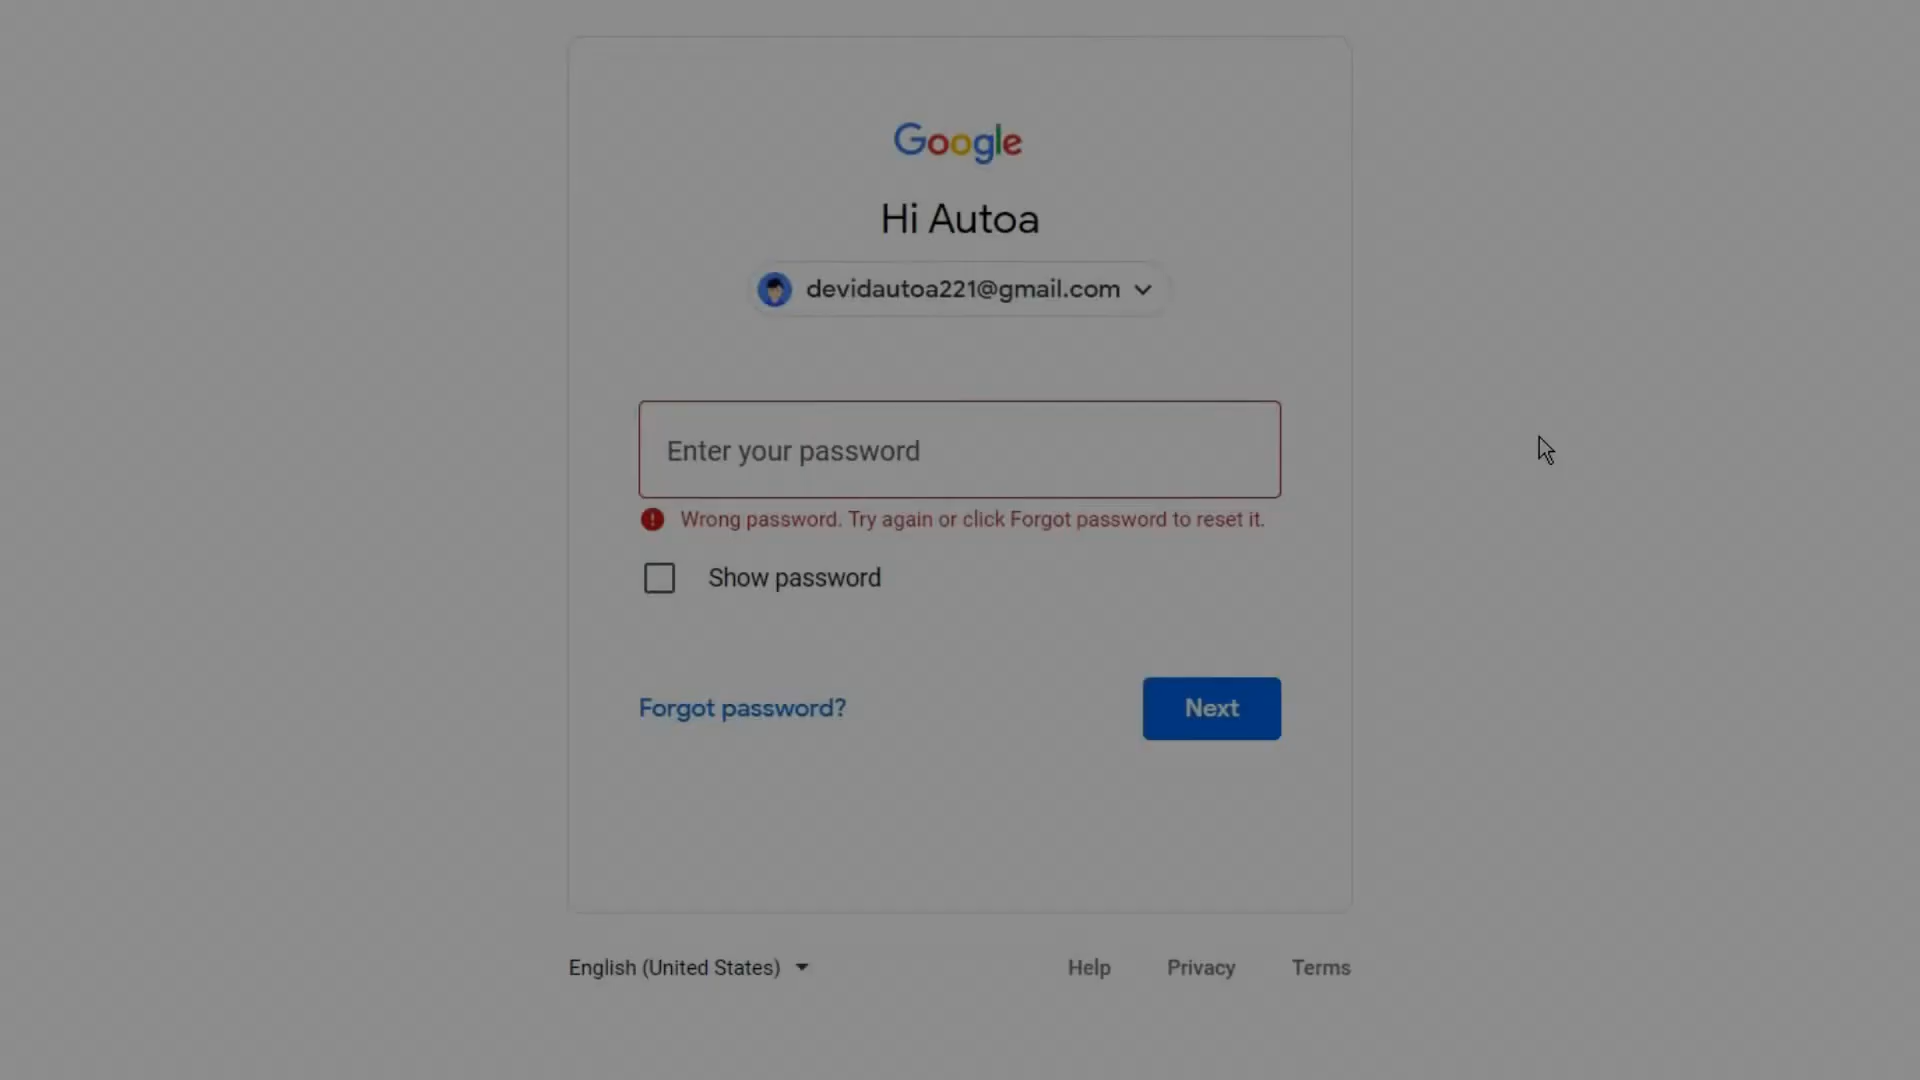 Google
Hi Autoa
devidautoa221@gmail.com
Enter your password
Wrong password. Try again or click Forgot password to reset it.
Show password
Forgot password?
Next
English (United States)
Help
Privacy
Terms